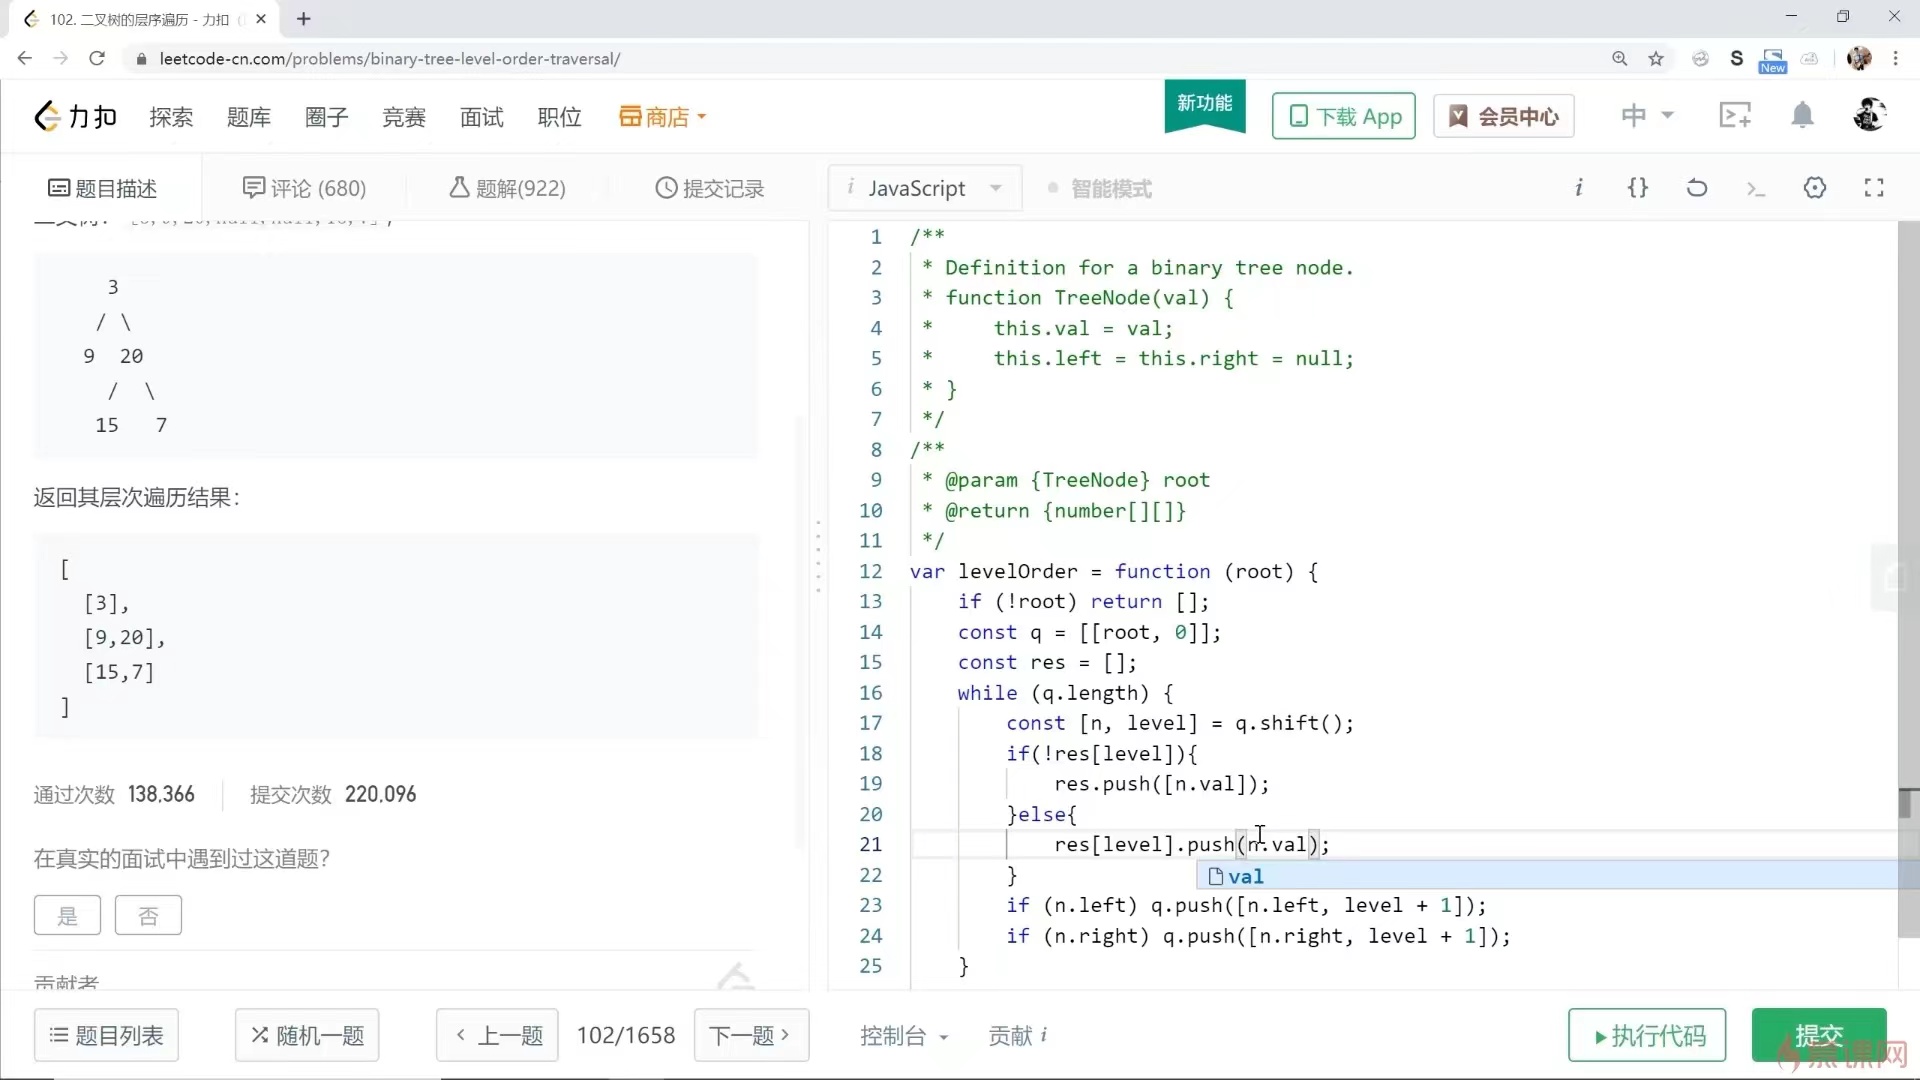 102. 二叉树的层序遍历 - 力扣
leetcode-cn.com/problems/binary-tree-level-order-traversal/
S
New
力扣
探索
题库
圈子
竞赛
面试
职位
商店
新功能
下载 App
会员中心
中
题目描述
评论 (680)
题解(922)
提交记录
i JavaScript
智能模式
i
{}
3
/ \
9 20
/ \
15 7
返回其层次遍历结果：
[
[3],
[9,20],
[15,7]
]
通过次数 138,366
提交次数 220,096
在真实的面试中遇到过这道题？
是
否
贡献者
1 /**
2 * Definition for a binary tree node.
3 * function TreeNode(val) {
4 *     this.val = val;
5 *     this.left = this.right = null;
6 * }
7 */
8 /**
9 * @param {TreeNode} root
10 * @return {number[][]}
11 */
12 var levelOrder = function (root) {
13     if (!root) return [];
14     const q = [[root, 0]];
15     const res = [];
16     while (q.length) {
17         const [n, level] = q.shift();
18         if(!res[level]){
19             res.push([n.val]);
20         }else{
21             res[level].push(n.val);
22         }
val
23         if (n.left) q.push([n.left, level + 1]);
24         if (n.right) q.push([n.right, level + 1]);
25     }
题目列表
随机一题
上一题
102/1658
下一题
控制台
贡献 i
执行代码
提交
慕课网